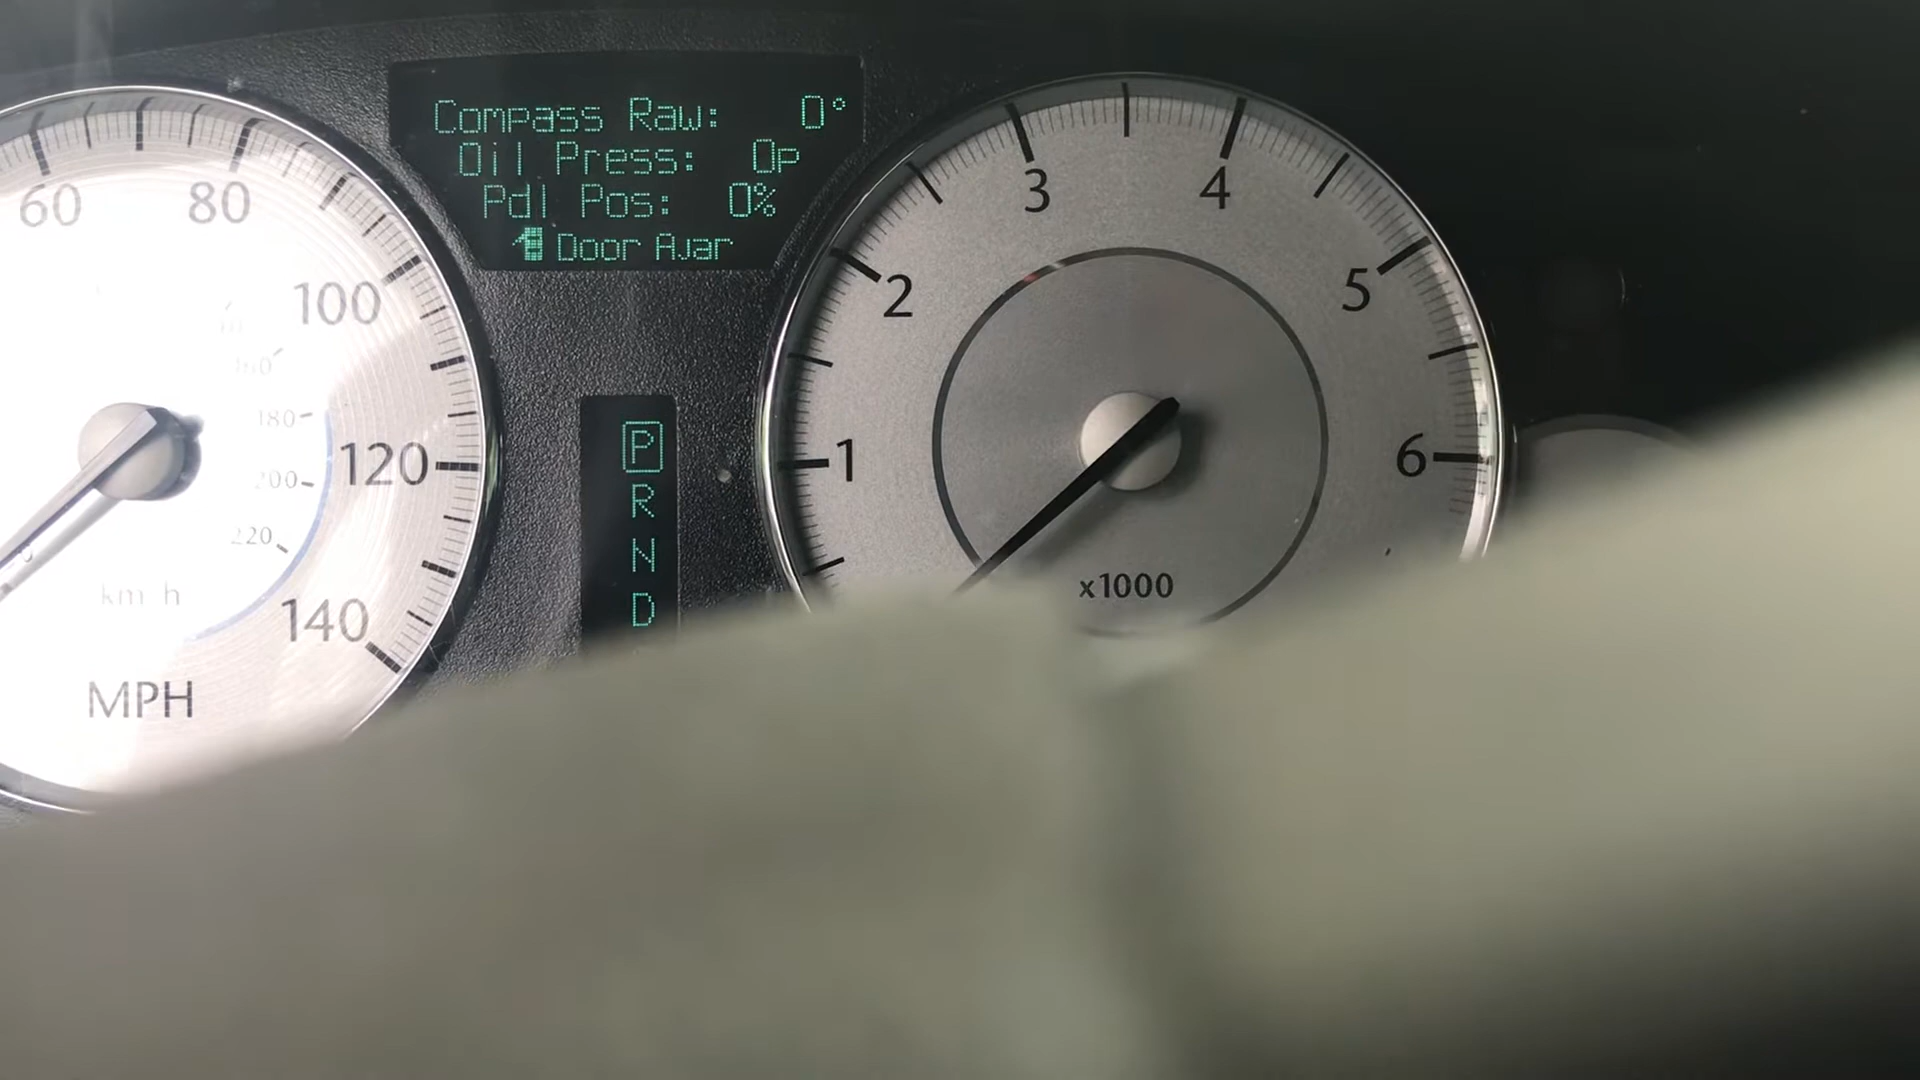 Compass Raw: 0°
Oil Press: 0p
Pdl Pos: 0%
Door Ajar
60
80
100
120
140
180
200
220
km/h
MPH
P
R
N
D
1
2
3
4
5
6
x1000